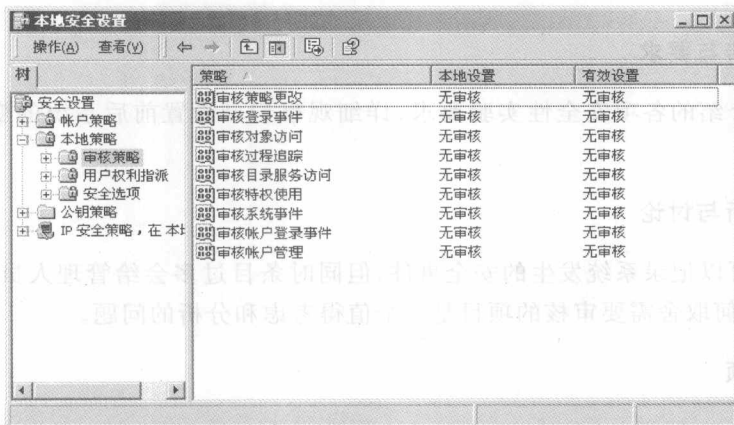 本地安全设置
操作(A) 查看(V)
树
安全设置
帐户策略
本地策略
审核策略
用户权利指派
安全选项
公钥策略
IP 安全策略，在 本地
策略 本地设置 有效设置
审核策略更改 无审核 无审核
审核登录事件 无审核 无审核
审核对象访问 无审核 无审核
审核过程追踪 无审核 无审核
审核目录服务访问 无审核 无审核
审核特权使用 无审核 无审核
审核系统事件 无审核 无审核
审核帐户登录事件 无审核 无审核
审核帐户管理 无审核 无审核